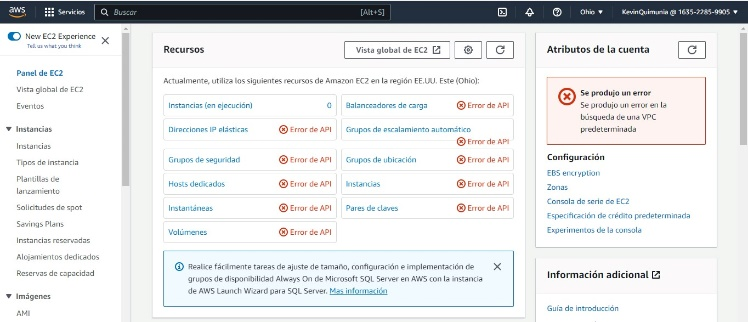 aws
Servicios
Buscar
[Alt+S]
Ohio
KevinQuimunia @ 1635-2285-9905
New EC2 Experience
Tell us what you think
Panel de EC2
Vista global de EC2
Eventos
Instancias
Instancias
Tipos de instancia
Plantillas de
lanzamiento
Solicitudes de spot
Savings Plans
Instancias reservadas
Alojamientos dedicados
Reservas de capacidad
Imágenes
AMI
Recursos
Vista global de EC2
Actualmente, utiliza los siguientes recursos de Amazon EC2 en la región EE.UU. Este (Ohio):
Instancias (en ejecución) 0
Balanceadores de carga Error de API
Direcciones IP elásticas Error de API
Grupos de escalamiento automático
Error de API
Grupos de seguridad Error de API
Grupos de ubicación Error de API
Hosts dedicados Error de API
Instancias Error de API
Instantáneas Error de API
Pares de claves Error de API
Volúmenes Error de API
Realice fácilmente tareas de ajuste de tamaño, configuración e implementación de
grupos de disponibilidad Always On de Microsoft SQL Server en AWS con la instancia
de AWS Launch Wizard para SQL Server. Mas información
Atributos de la cuenta
Se produjo un error
Se produjo un error en la
búsqueda de una VPC
predeterminada
Configuración
EBS encryption
Zonas
Consola de serie de EC2
Especificación de crédito predeterminada
Experimentos de la consola
Información adicional
Guía de introducción